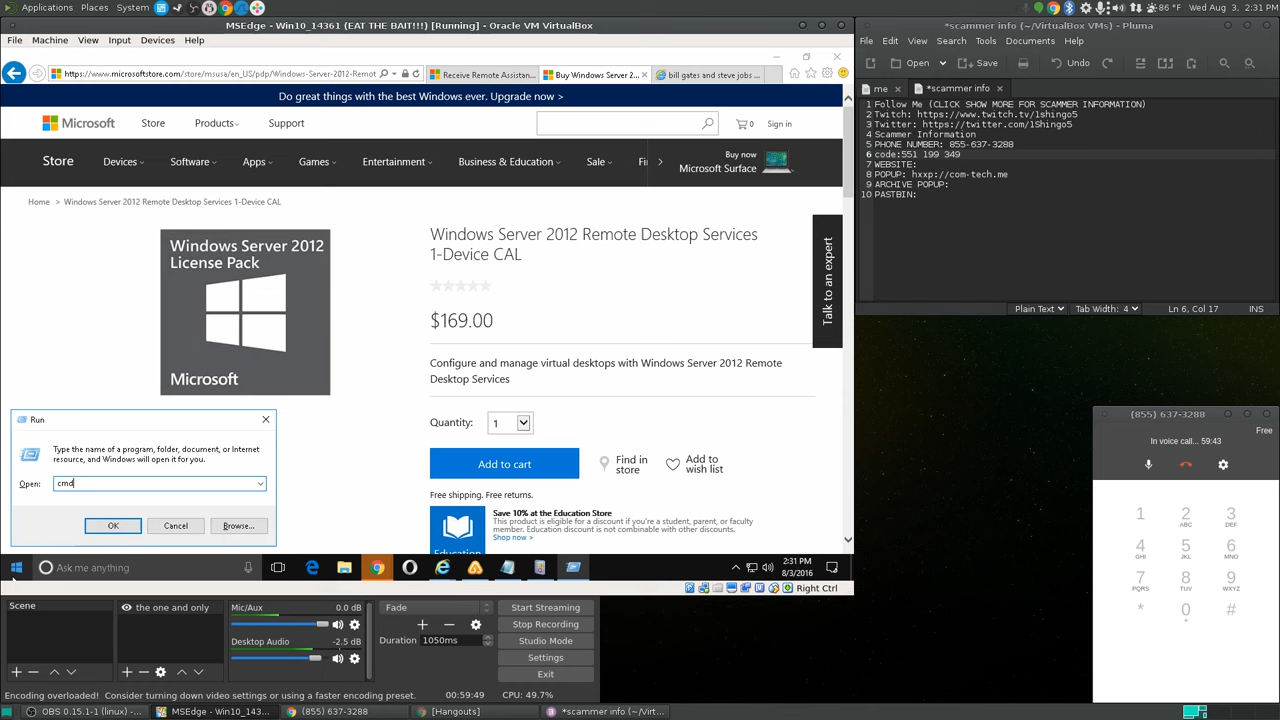 Applications Places System
86 °F Wed Aug 3, 2:31 PM
MSEdge - Win10_14361 (EAT THE BAIT!!!) [Running] - Oracle VM VirtualBox
File Machine View Input Devices Help
https://www.microsoftstore.com/store/msusa/en_US/pdp/Windows-Server-2012-Remot
Receive Remote Assistan...
Buy Windows Server 2...
bill gates and steve jobs ...
Do great things with the best Windows ever. Upgrade now >
Microsoft
Store Products Support
0 Sign in
Store Devices Software Apps Games Entertainment Business & Education Sale Fi
Buy now
Microsoft Surface
Home > Windows Server 2012 Remote Desktop Services 1-Device CAL
Windows Server 2012
License Pack
Microsoft
Windows Server 2012 Remote Desktop Services
1-Device CAL
$169.00
Configure and manage virtual desktops with Windows Server 2012 Remote
Desktop Services
Quantity: 1
Add to cart
Find in
store
Add to
wish list
Free shipping. Free returns.
Education
Save 10% at the Education Store
This product is eligible for a discount if you're a student, parent, or faculty
member. Education discount is not combinable with other discounts.
Shop now >
Talk to an expert
Run
Type the name of a program, folder, document, or Internet
resource, and Windows will open it for you.
Open: cmd
OK Cancel Browse...
Ask me anything
2:31 PM
8/3/2016
Right Ctrl
*scammer info (~/VirtualBox VMs) - Pluma
File Edit View Search Tools Documents Help
Open Save Undo
me *scammer info
1 Follow Me (CLICK SHOW MORE FOR SCAMMER INFORMATION)
2 Twitch: https://www.twitch.tv/1shingo5
3 Twitter: https://twitter.com/1Shingo5
4 Scammer Information
5 PHONE NUMBER: 855-637-3288
6 code:551 199 349
7 WEBSITE:
8 POPUP: hxxp://com-tech.me
9 ARCHIVE POPUP:
10 PASTBIN:
Plain Text Tab Width: 4 Ln 6, Col 17 INS
(855) 637-3288
Free
In voice call... 59:43
1 2 3
ABC DEF
4 5 6
GHI JKL MNO
7 8 9
PQRS TUV WXYZ
* 0 #
Scene
the one and only
Mic/Aux 0.0 dB
Desktop Audio -2.5 dB
Fade
Duration 1050ms
Start Streaming
Stop Recording
Studio Mode
Settings
Exit
Encoding overloaded! Consider turning down video settings or using a faster encoding preset. 00:59:49 CPU: 49.7%
OBS 0.15.1-1 (linux) -...
MSEdge - Win10_1433...
(855) 637-3288
[Hangouts]
*scammer info (~/Virt...